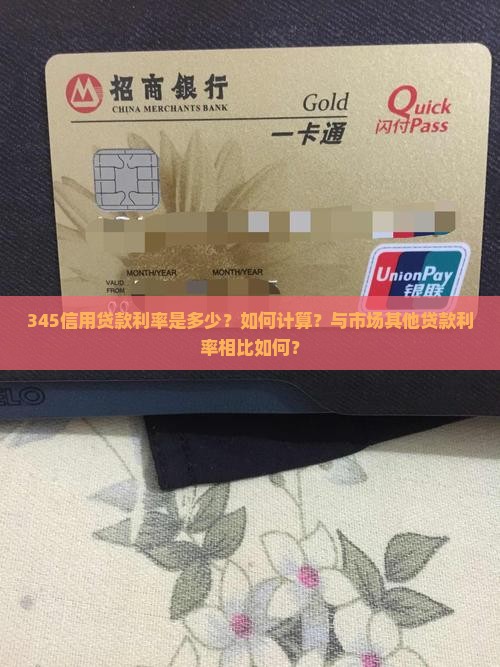 招商銀行
CHINA MERCHANTS BANK
Gold
一卡通
Quick
闪付Pass
MONTH/YEAR MONTH/YEAR
VALID
FROM
UnionPay
银联
345信用贷款利率是多少？如何计算？与市场其他贷款利
率相比如何？
ELO